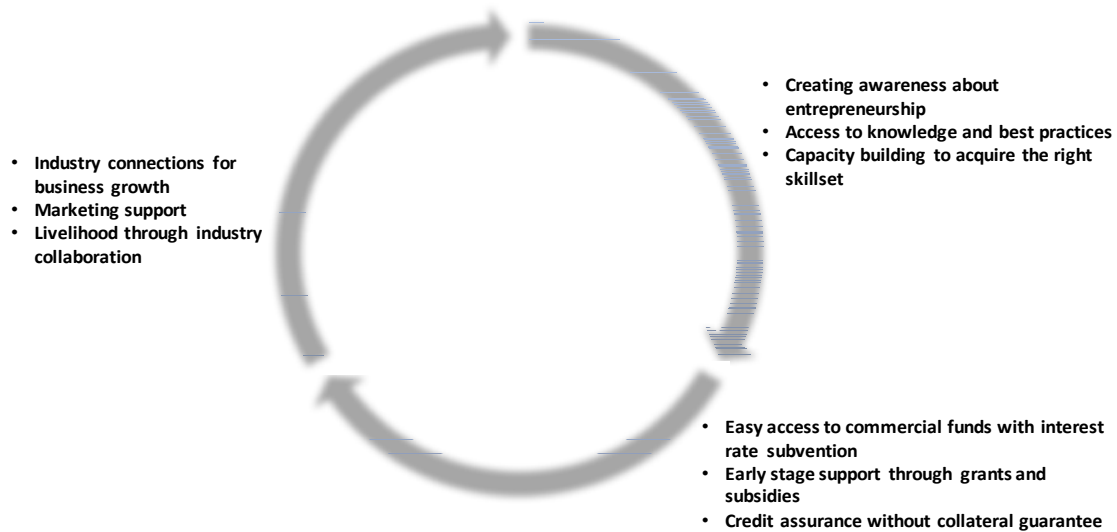 • Creating awareness about
entrepreneurship
• Access to knowledge and best practices
• Capacity building to acquire the right
skillset
• Easy access to commercial funds with interest
rate subvention
• Early stage support through grants and
subsidies
• Credit assurance without collateral guarantee
• Industry connections for
business growth
• Marketing support
• Livelihood through industry
collaboration